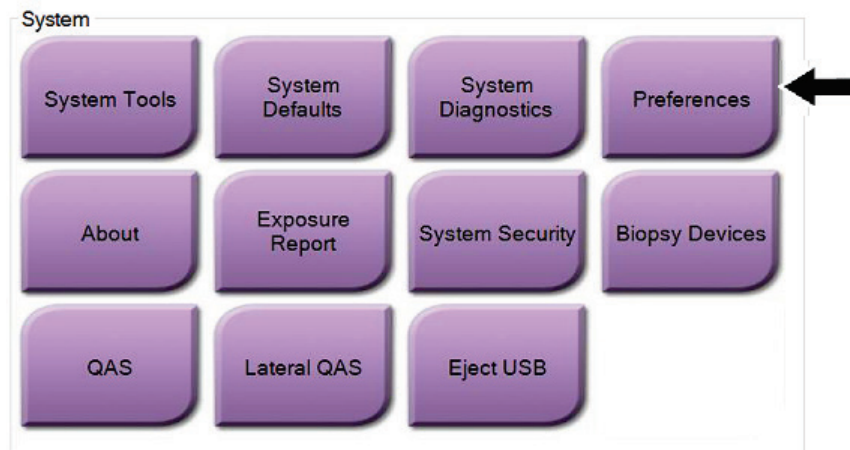 System
System Tools
System
Defaults
System
Diagnostics
Preferences
About
Exposure
Report
System Security
Biopsy Devices
QAS
Lateral QAS
Eject USB